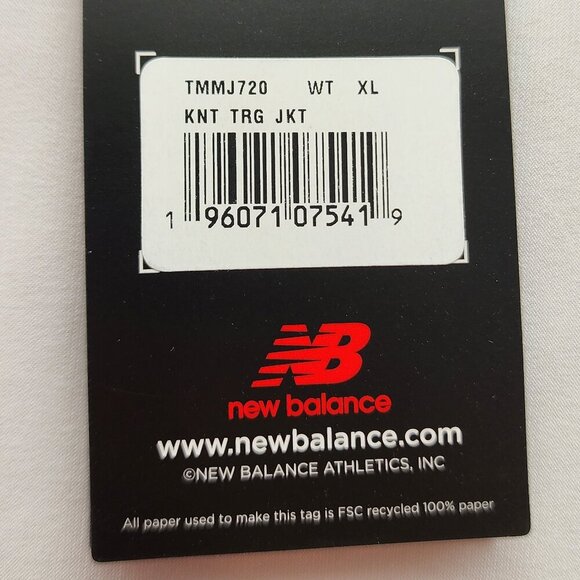 TMMJ720 WT XL
KNT TRG JKT
1 96071 07541 9
NB
new balance
www.newbalance.com
©NEW BALANCE ATHLETICS, INC
All paper used to make this tag is FSC recycled 100% paper